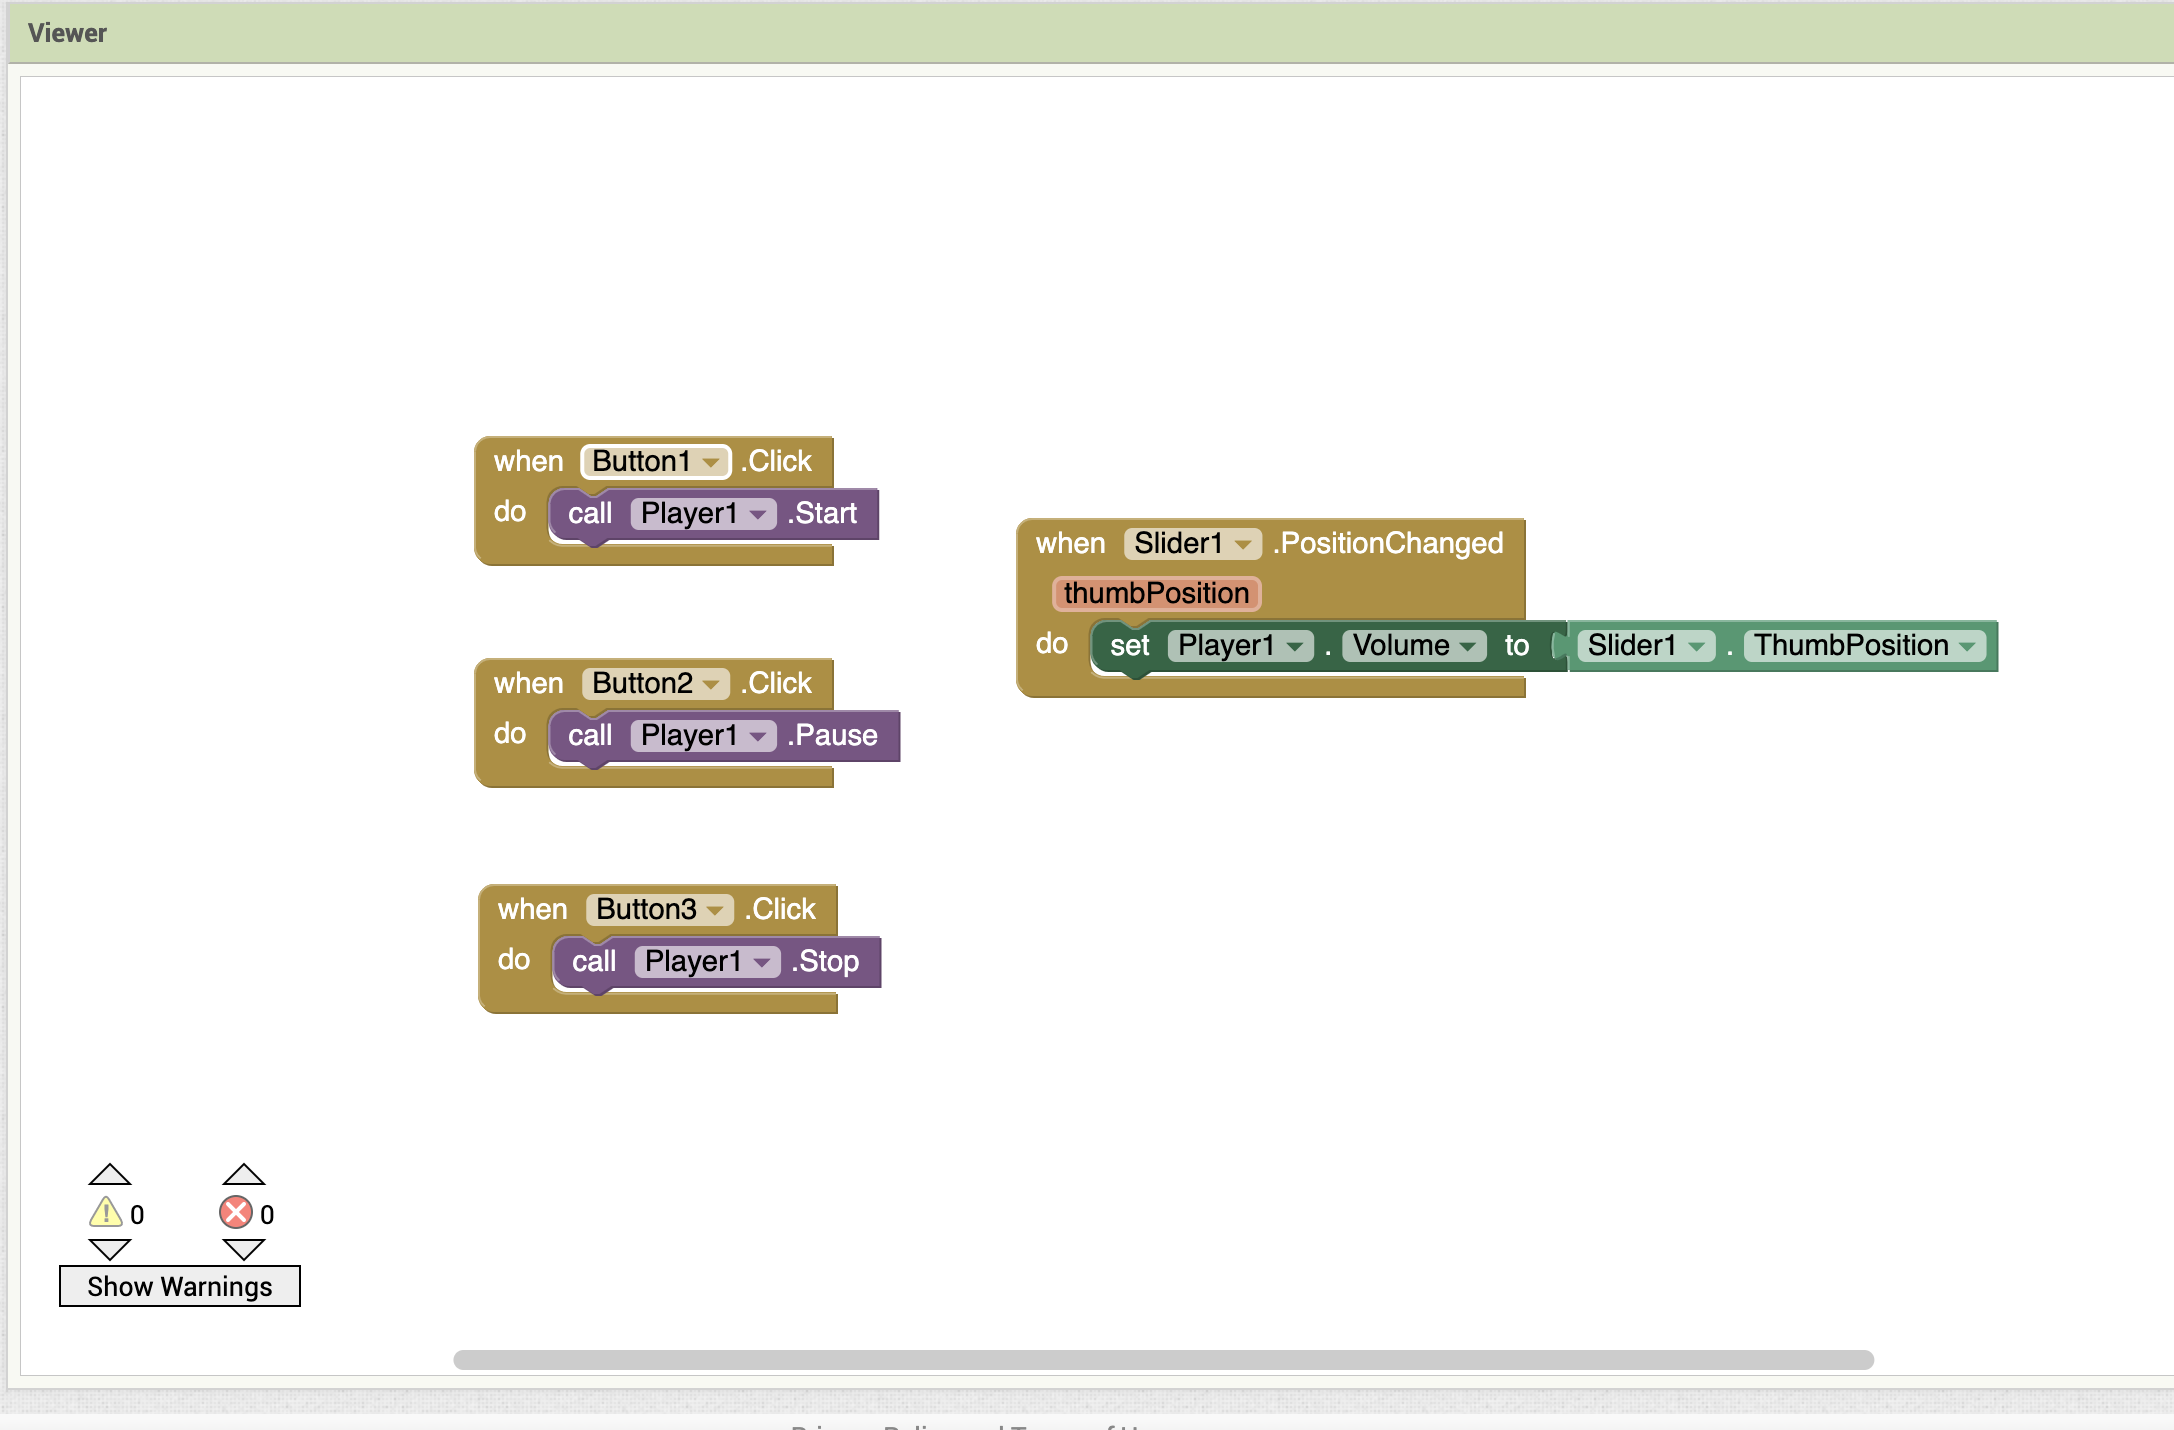 Viewer
when Button1 .Click
do call Player1 .Start
when Button2 .Click
do call Player1 .Pause
when Button3 .Click
do call Player1 .Stop
when Slider1 .PositionChanged
thumbPosition
do set Player1 . Volume to Slider1 . ThumbPosition
0 0
Show Warnings